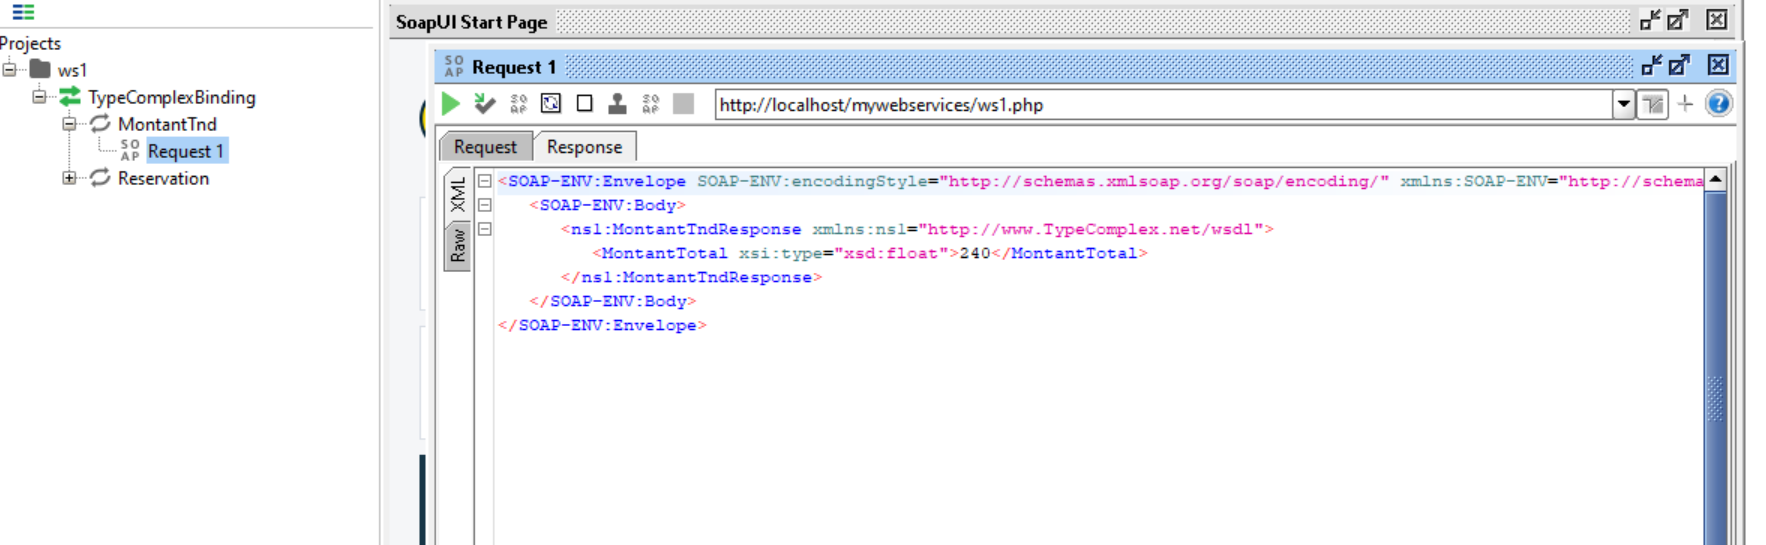 Projects
ws1
TypeComplexBinding
MontantTnd
SO
AP
Request 1
Reservation
SoapUI Start Page
SO
AP
Request 1
http://localhost/mywebservices/ws1.php
Request
Response
XML
Raw
<SOAP-ENV:Envelope SOAP-ENV:encodingStyle="http://schemas.xmlsoap.org/soap/encoding/" xmlns:SOAP-ENV="http://schema
<SOAP-ENV:Body>
<ns1:MontantTndResponse xmlns:ns1="http://www.TypeComplex.net/wsdl">
<MontantTotal xsi:type="xsd:float">240</MontantTotal>
</ns1:MontantTndResponse>
</SOAP-ENV:Body>
</SOAP-ENV:Envelope>